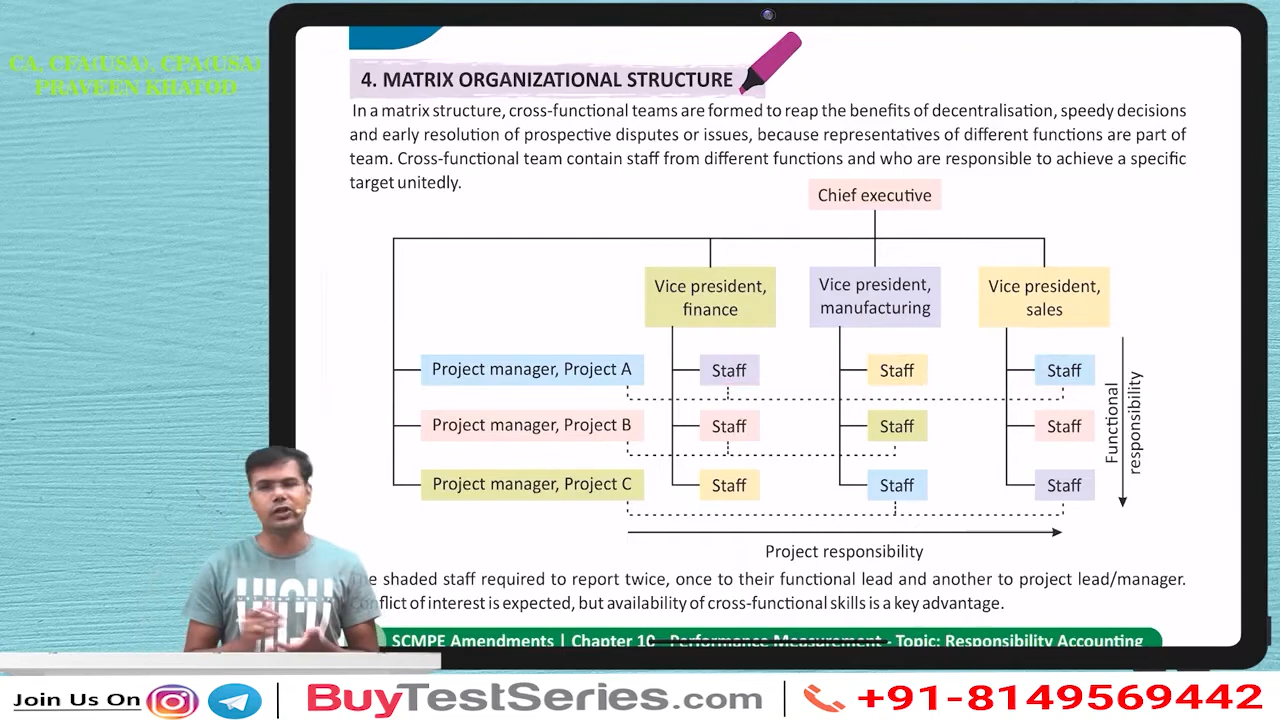 CA, CFA(USA), CPA(USA)
PRAVEEN KHATOD
4. MATRIX ORGANIZATIONAL STRUCTURE
In a matrix structure, cross-functional teams are formed to reap the benefits of decentralisation, speedy decisions
and early resolution of prospective disputes or issues, because representatives of different functions are part of
team. Cross-functional team contain staff from different functions and who are responsible to achieve a specific
target unitedly.
Chief executive
Vice president,
finance
Vice president,
manufacturing
Vice president,
sales
Project manager, Project A
Staff
Staff
Staff
Project manager, Project B
Staff
Staff
Staff
Project manager, Project C
Staff
Staff
Staff
Functional
responsibility
Project responsibility
shaded staff required to report twice, once to their functional lead and another to project lead/manager.
of interest is expected, but availability of cross-functional skills is a key advantage.
SCMPE Amendments | Chapter 10 - Performance Measurement - Topic: Responsibility Accounting
HIGH
Join Us On
BuyTestSeries.com
+91-8149569442